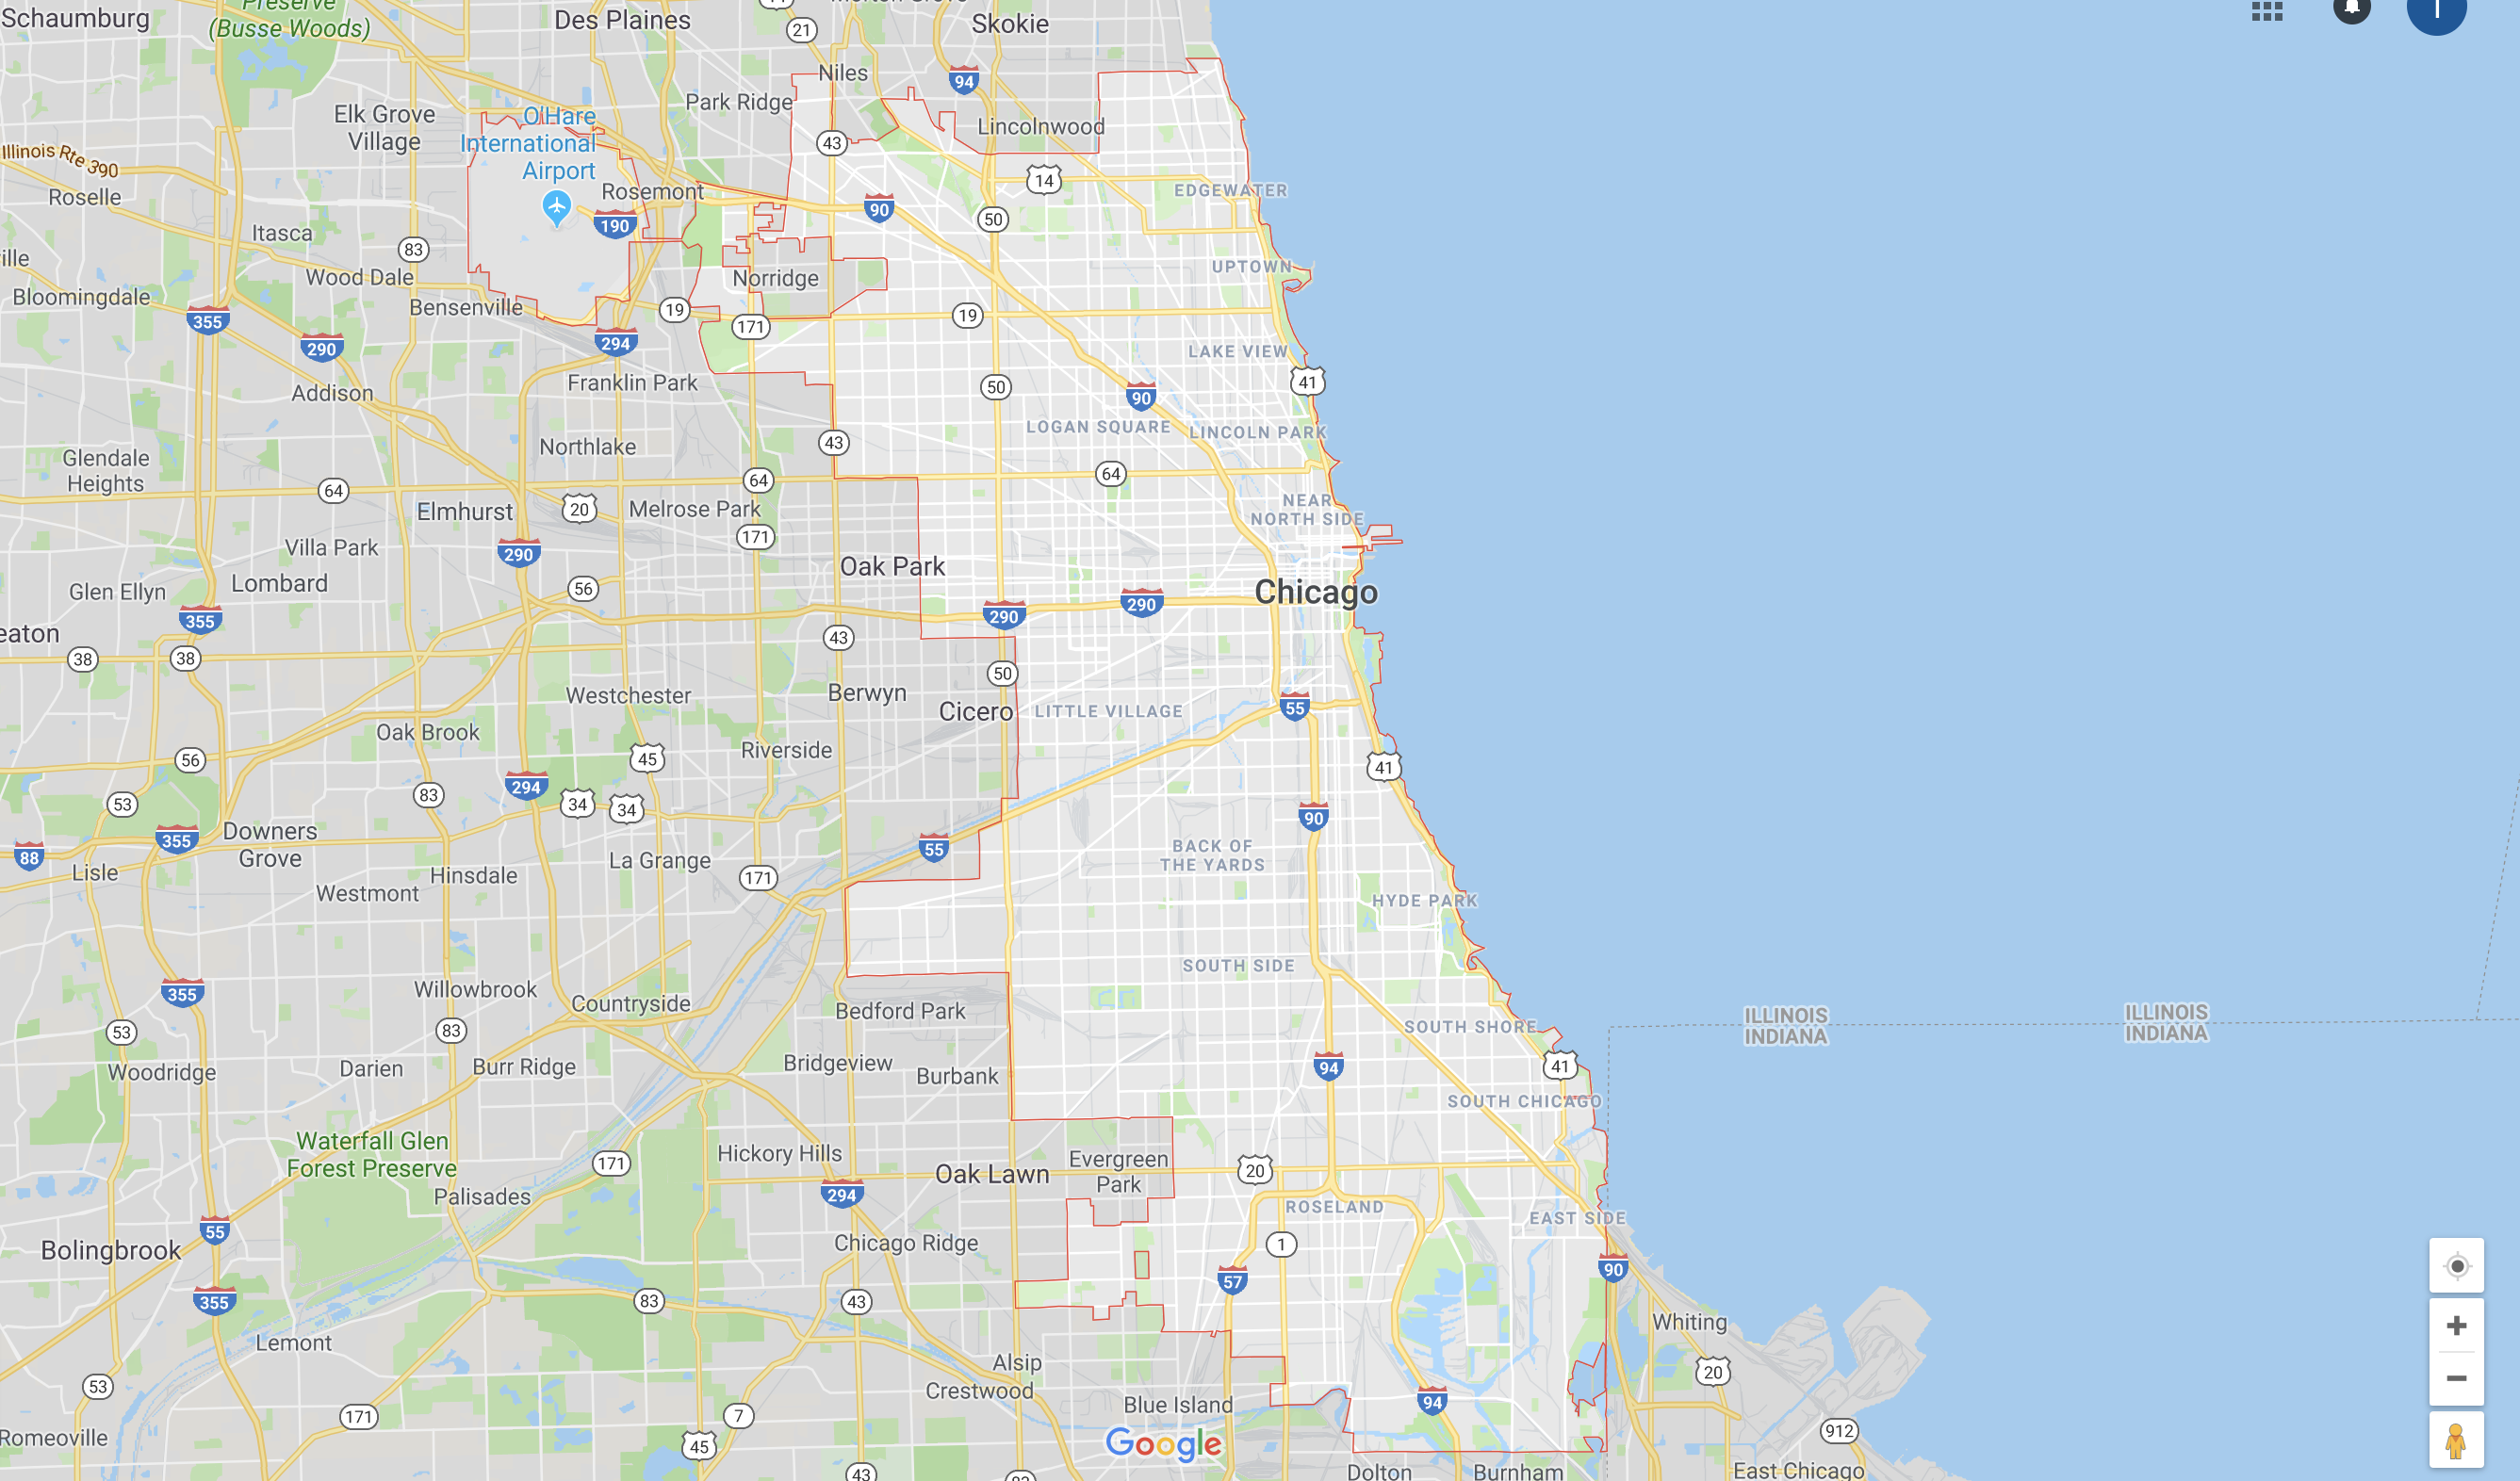 Schaumburg
Preserve
(Busse Woods)
Des Plaines
Skokie
21
Niles
94
Park Ridge
Elk Grove
Village
O'Hare
International
Airport
Lincolnwood
43
Illinois Rte 390
Roselle
Rosemont
14
EDGEWATER
190
90
50
Itasca
83
ille
Wood Dale
Norridge
UPTOWN
Bloomingdale
Bensenville
19
19
355
171
290
294
LAKE VIEW
Addison
Franklin Park
50
90
41
LOGAN SQUARE
LINCOLN PARK
Northlake
43
Glendale
Heights
64
64
64
NEAR
NORTH SIDE
Elmhurst
20
Melrose Park
171
Villa Park
290
Oak Park
Glen Ellyn
Lombard
56
Chicago
290
290
355
eaton
43
38
38
50
Westchester
Berwyn
Cicero
LITTLE VILLAGE
55
Oak Brook
Riverside
56
45
41
294
83
53
34
34
90
Downers
Grove
355
88
55
BACK OF
THE YARDS
La Grange
Lisle
Hinsdale
171
Westmont
HYDE PARK
SOUTH SIDE
355
Willowbrook
Countryside
Bedford Park
53
83
SOUTH SHORE
ILLINOIS
INDIANA
ILLINOIS
INDIANA
Woodridge
Darien
Burr Ridge
Bridgeview
Burbank
94
41
SOUTH CHICAGO
Waterfall Glen
Forest Preserve
171
Hickory Hills
Oak Lawn
Evergreen
Park
20
Palisades
294
ROSELAND
55
EAST SIDE
Bolingbrook
Chicago Ridge
1
90
57
355
83
43
Whiting
Lemont
Alsip
20
53
Crestwood
94
171
7
Blue Island
912
Romeoville
45
Google
43
Dolton
Burnham
East Chicago